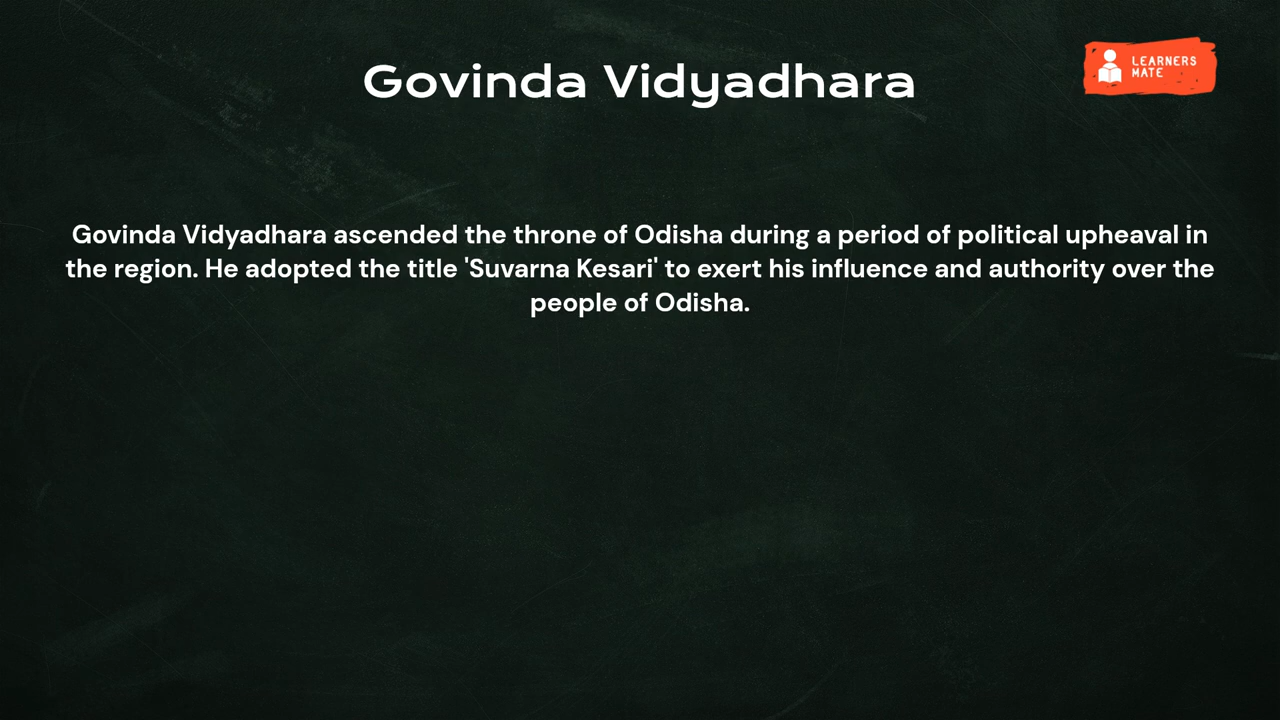 Govinda Vidyadhara
LEARNERS
MATE
Govinda Vidyadhara ascended the throne of Odisha during a period of political upheaval in
the region. He adopted the title 'Suvarna Kesari' to exert his influence and authority over the
people of Odisha.